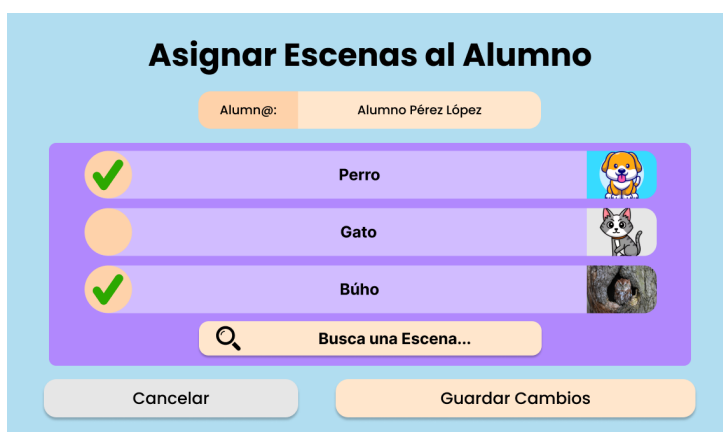 Asignar Escenas al Alumno
Alumn@: Alumno Pérez López
Perro
Gato
Búho
Busca una Escena...
Cancelar Guardar Cambios